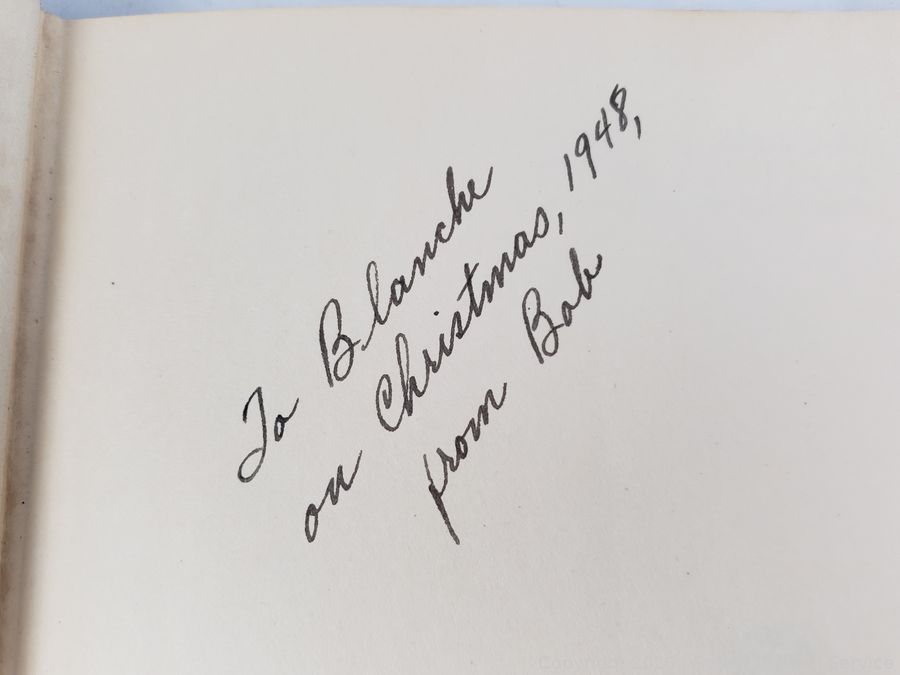 To Blanche
on Christmas, 1948,
from Bob